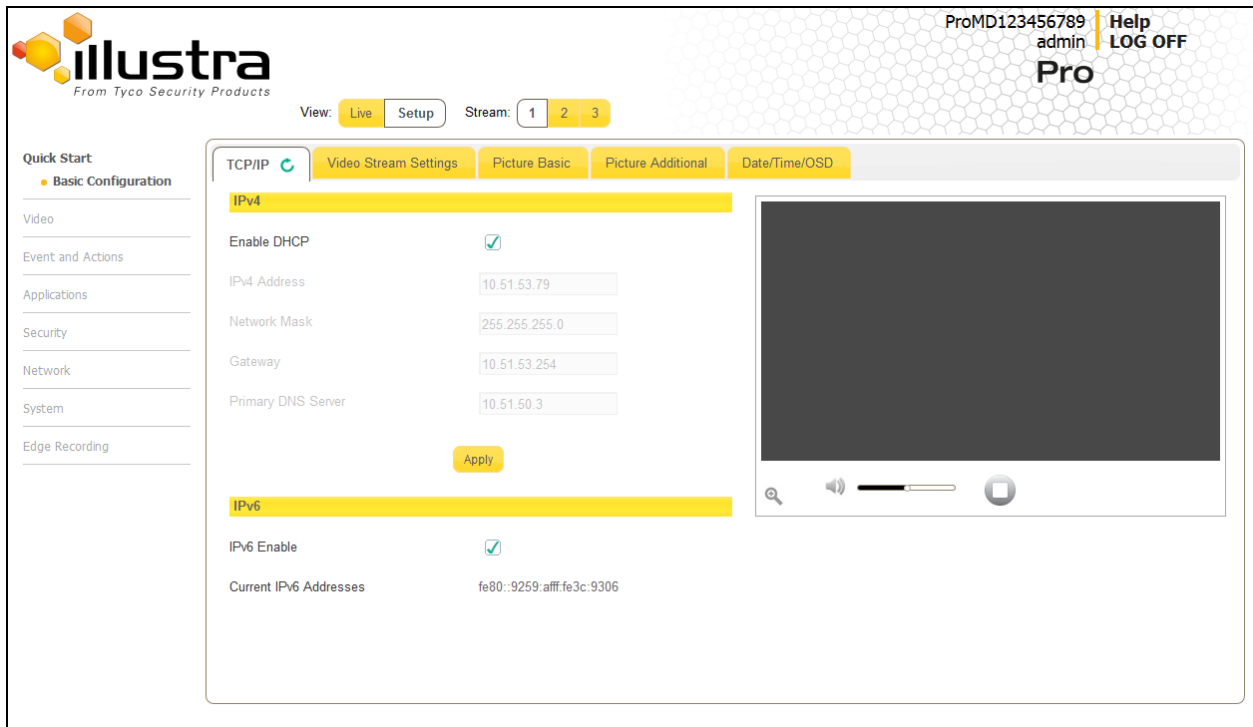 ProMD123456789 Help
admin LOG OFF
illustra
From Tyco Security Products
Pro
View: Live Setup Stream: 1 2 3
Quick Start
Basic Configuration
Video
Event and Actions
Applications
Security
Network
System
Edge Recording
TCP/IP Video Stream Settings Picture Basic Picture Additional Date/Time/OSD
IPv4
Enable DHCP
IPv4 Address 10.51.53.79
Network Mask 255.255.255.0
Gateway 10.51.53.254
Primary DNS Server 10.51.50.3
Apply
IPv6
IPv6 Enable
Current IPv6 Addresses fe80::9259:afff:fe3c:9306